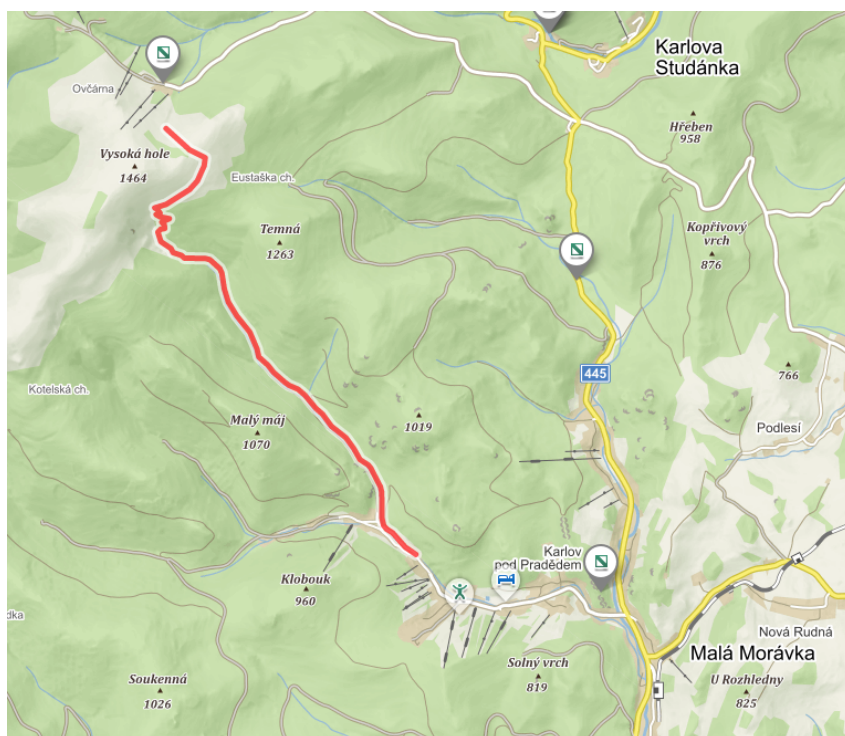 Karlova
Studánka
Ovčárna
Hřeben
958
Vysoká hole
1464
Eustaška ch.
Temná
1263
Kopřivový
vrch
876
445
766
Kotelská ch.
Malý máj
1070
1019
Podlesí
Karlov
pod Pradědem
Klobouk
960
dka
Nová Rudná
Malá Morávka
Solný vrch
819
Soukenná
1026
U Rozhledny
825